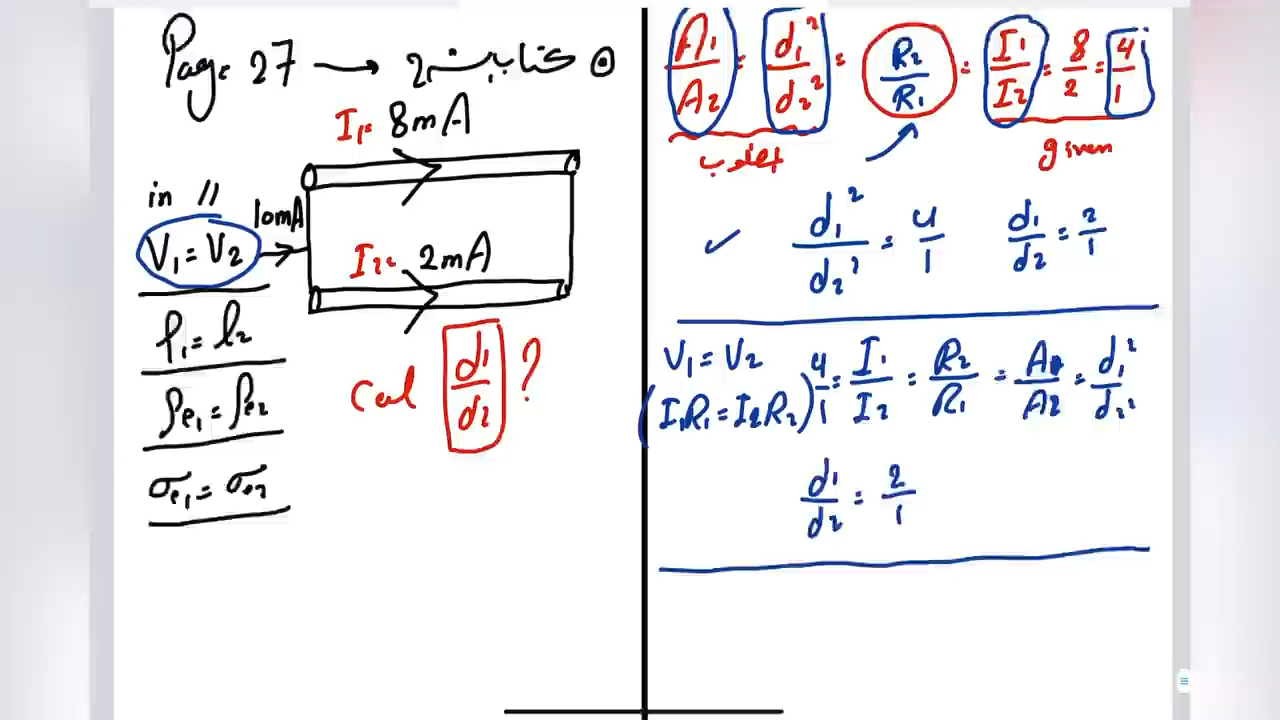 Page 27 → كتاب نيوتن 2
I₁= 8mA
in //
10mA
V₁ = V₂
I₂= 2mA
l₁ = l₂
ρe₁ = ρe₂
σe₁ = σe₂
Cal d₁/d₂ ?
A₁/A₂ = d₁²/d₂² = R₂/R₁ = I₁/I₂ = 8/2 = 4/1
given
✓ d₁²/d₂² = 4/1 d₁/d₂ = 2/1
V₁ = V₂
(I₁R₁ = I₂R₂) 4/1 = I₁/I₂ = R₂/R₁ = A₁/A₂ = d₁²/d₂²
d₁/d₂ = 2/1